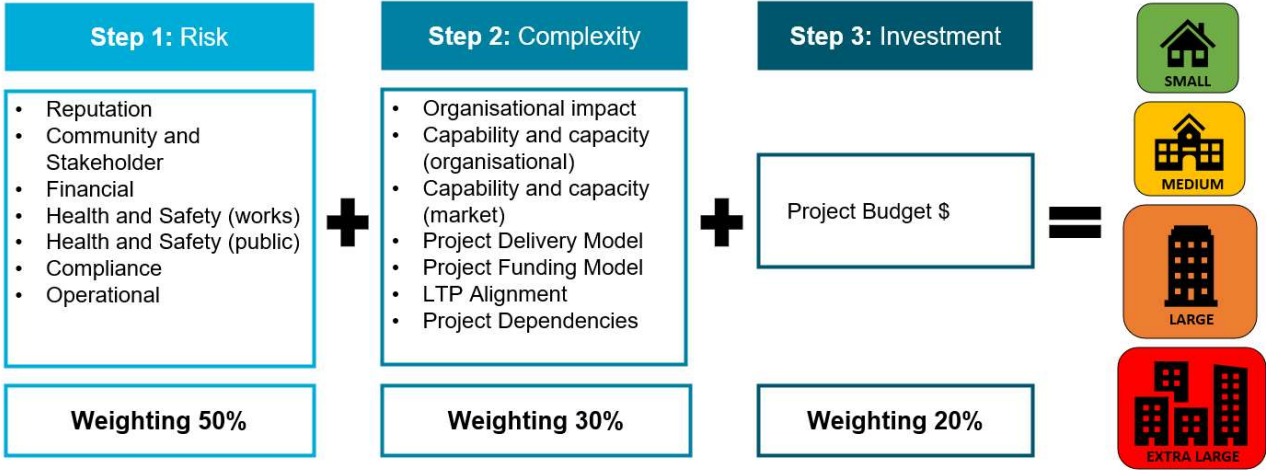 Step 1: Risk
• Reputation
• Community and
Stakeholder
• Financial
• Health and Safety (works)
• Health and Safety (public)
• Compliance
• Operational
Weighting 50%
+
Step 2: Complexity
• Organisational impact
• Capability and capacity
(organisational)
• Capability and capacity
(market)
• Project Delivery Model
• Project Funding Model
• LTP Alignment
• Project Dependencies
Weighting 30%
+
Step 3: Investment
Project Budget $
Weighting 20%
=
SMALL
MEDIUM
LARGE
EXTRA LARGE